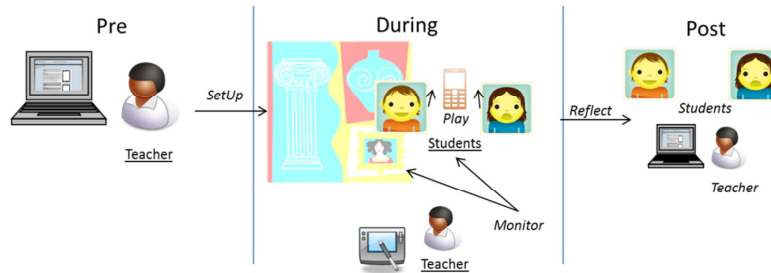 Pre
During
Post
SetUp
Teacher
Play
Students
Monitor
Teacher
Reflect
Students
Teacher